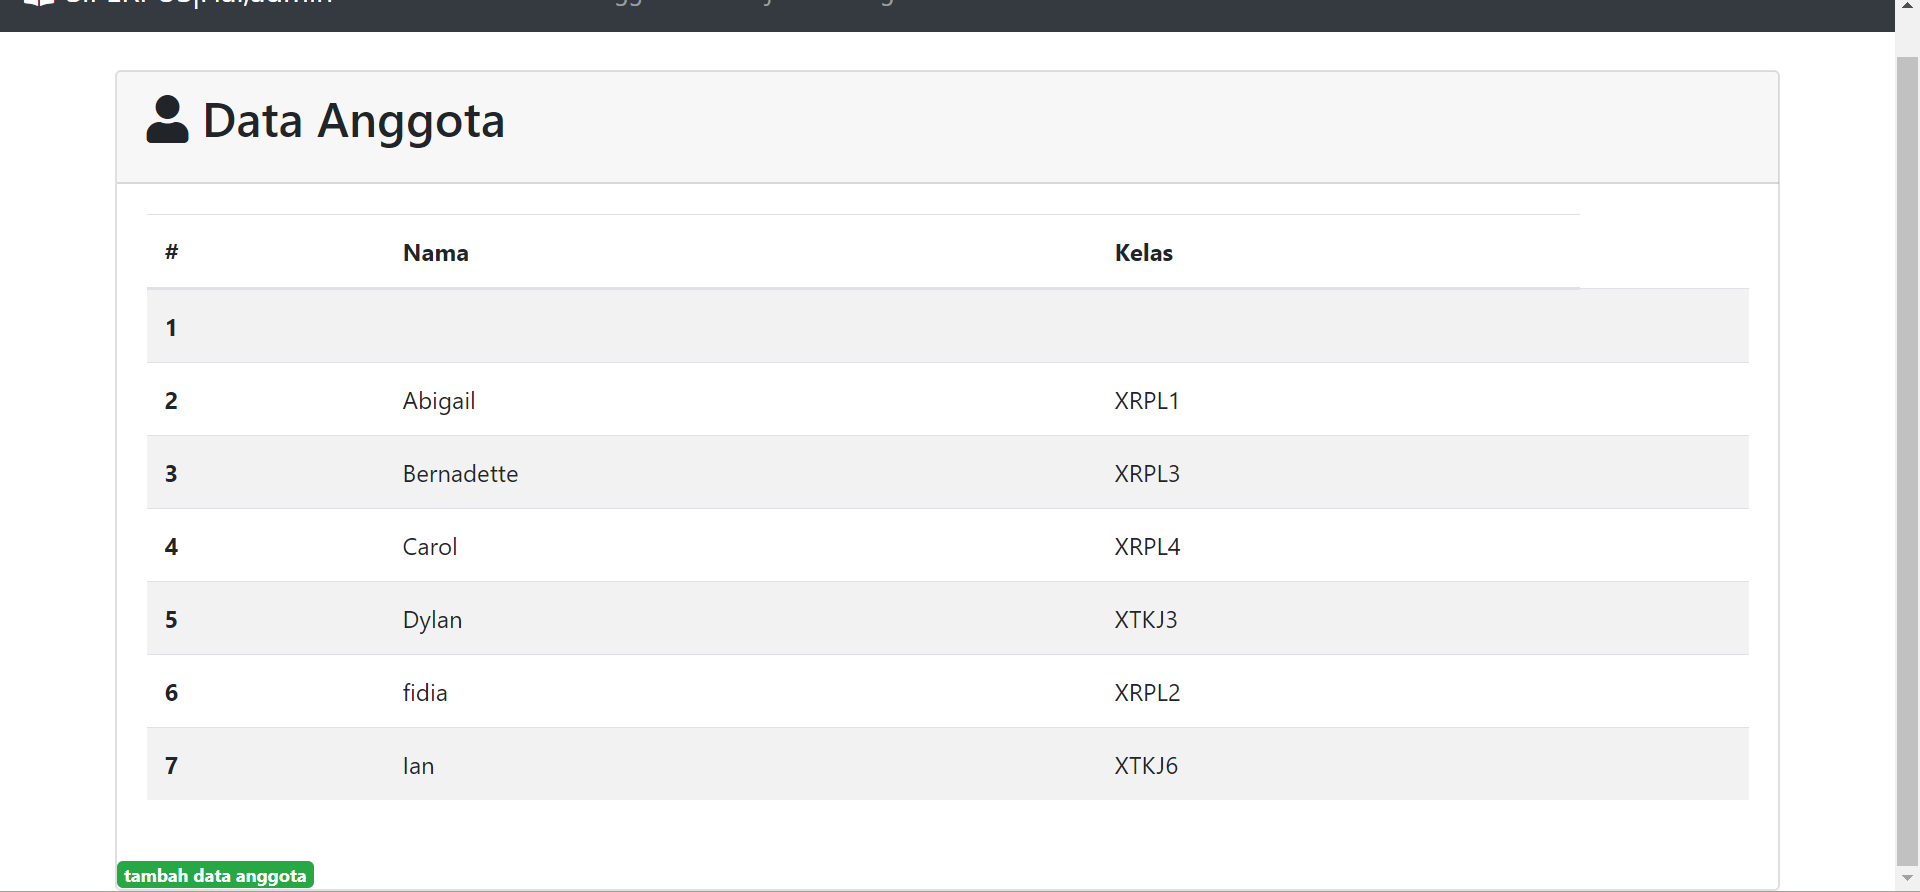 Data Anggota
# Nama Kelas
1
2 Abigail XRPL1
3 Bernadette XRPL3
4 Carol XRPL4
5 Dylan XTKJ3
6 fidia XRPL2
7 Ian XTKJ6
tambah data anggota